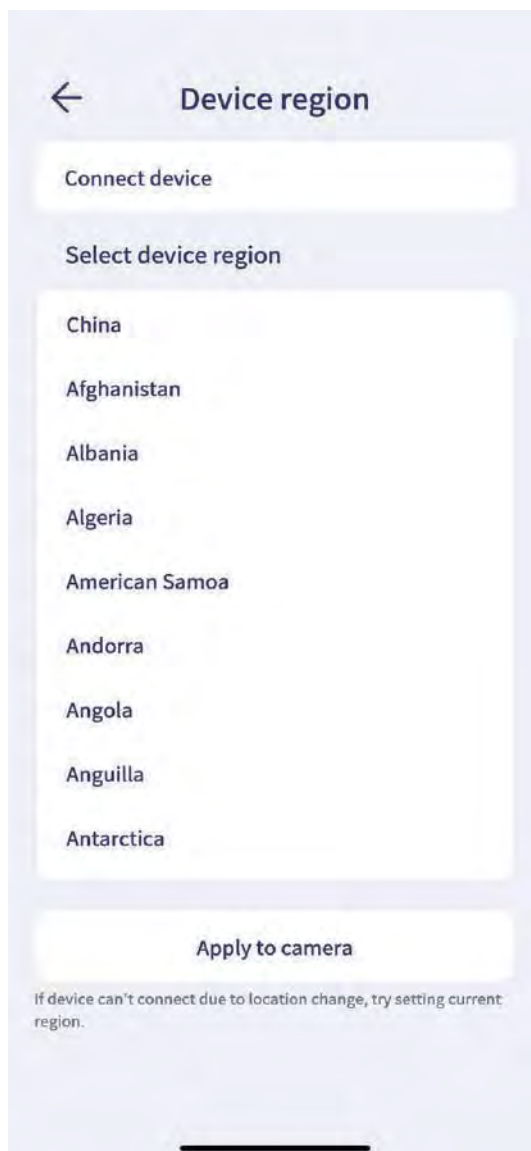 Device region
Connect device
Select device region
China
Afghanistan
Albania
Algeria
American Samoa
Andorra
Angola
Anguilla
Antarctica
Apply to camera
If device can't connect due to location change, try setting current
region.